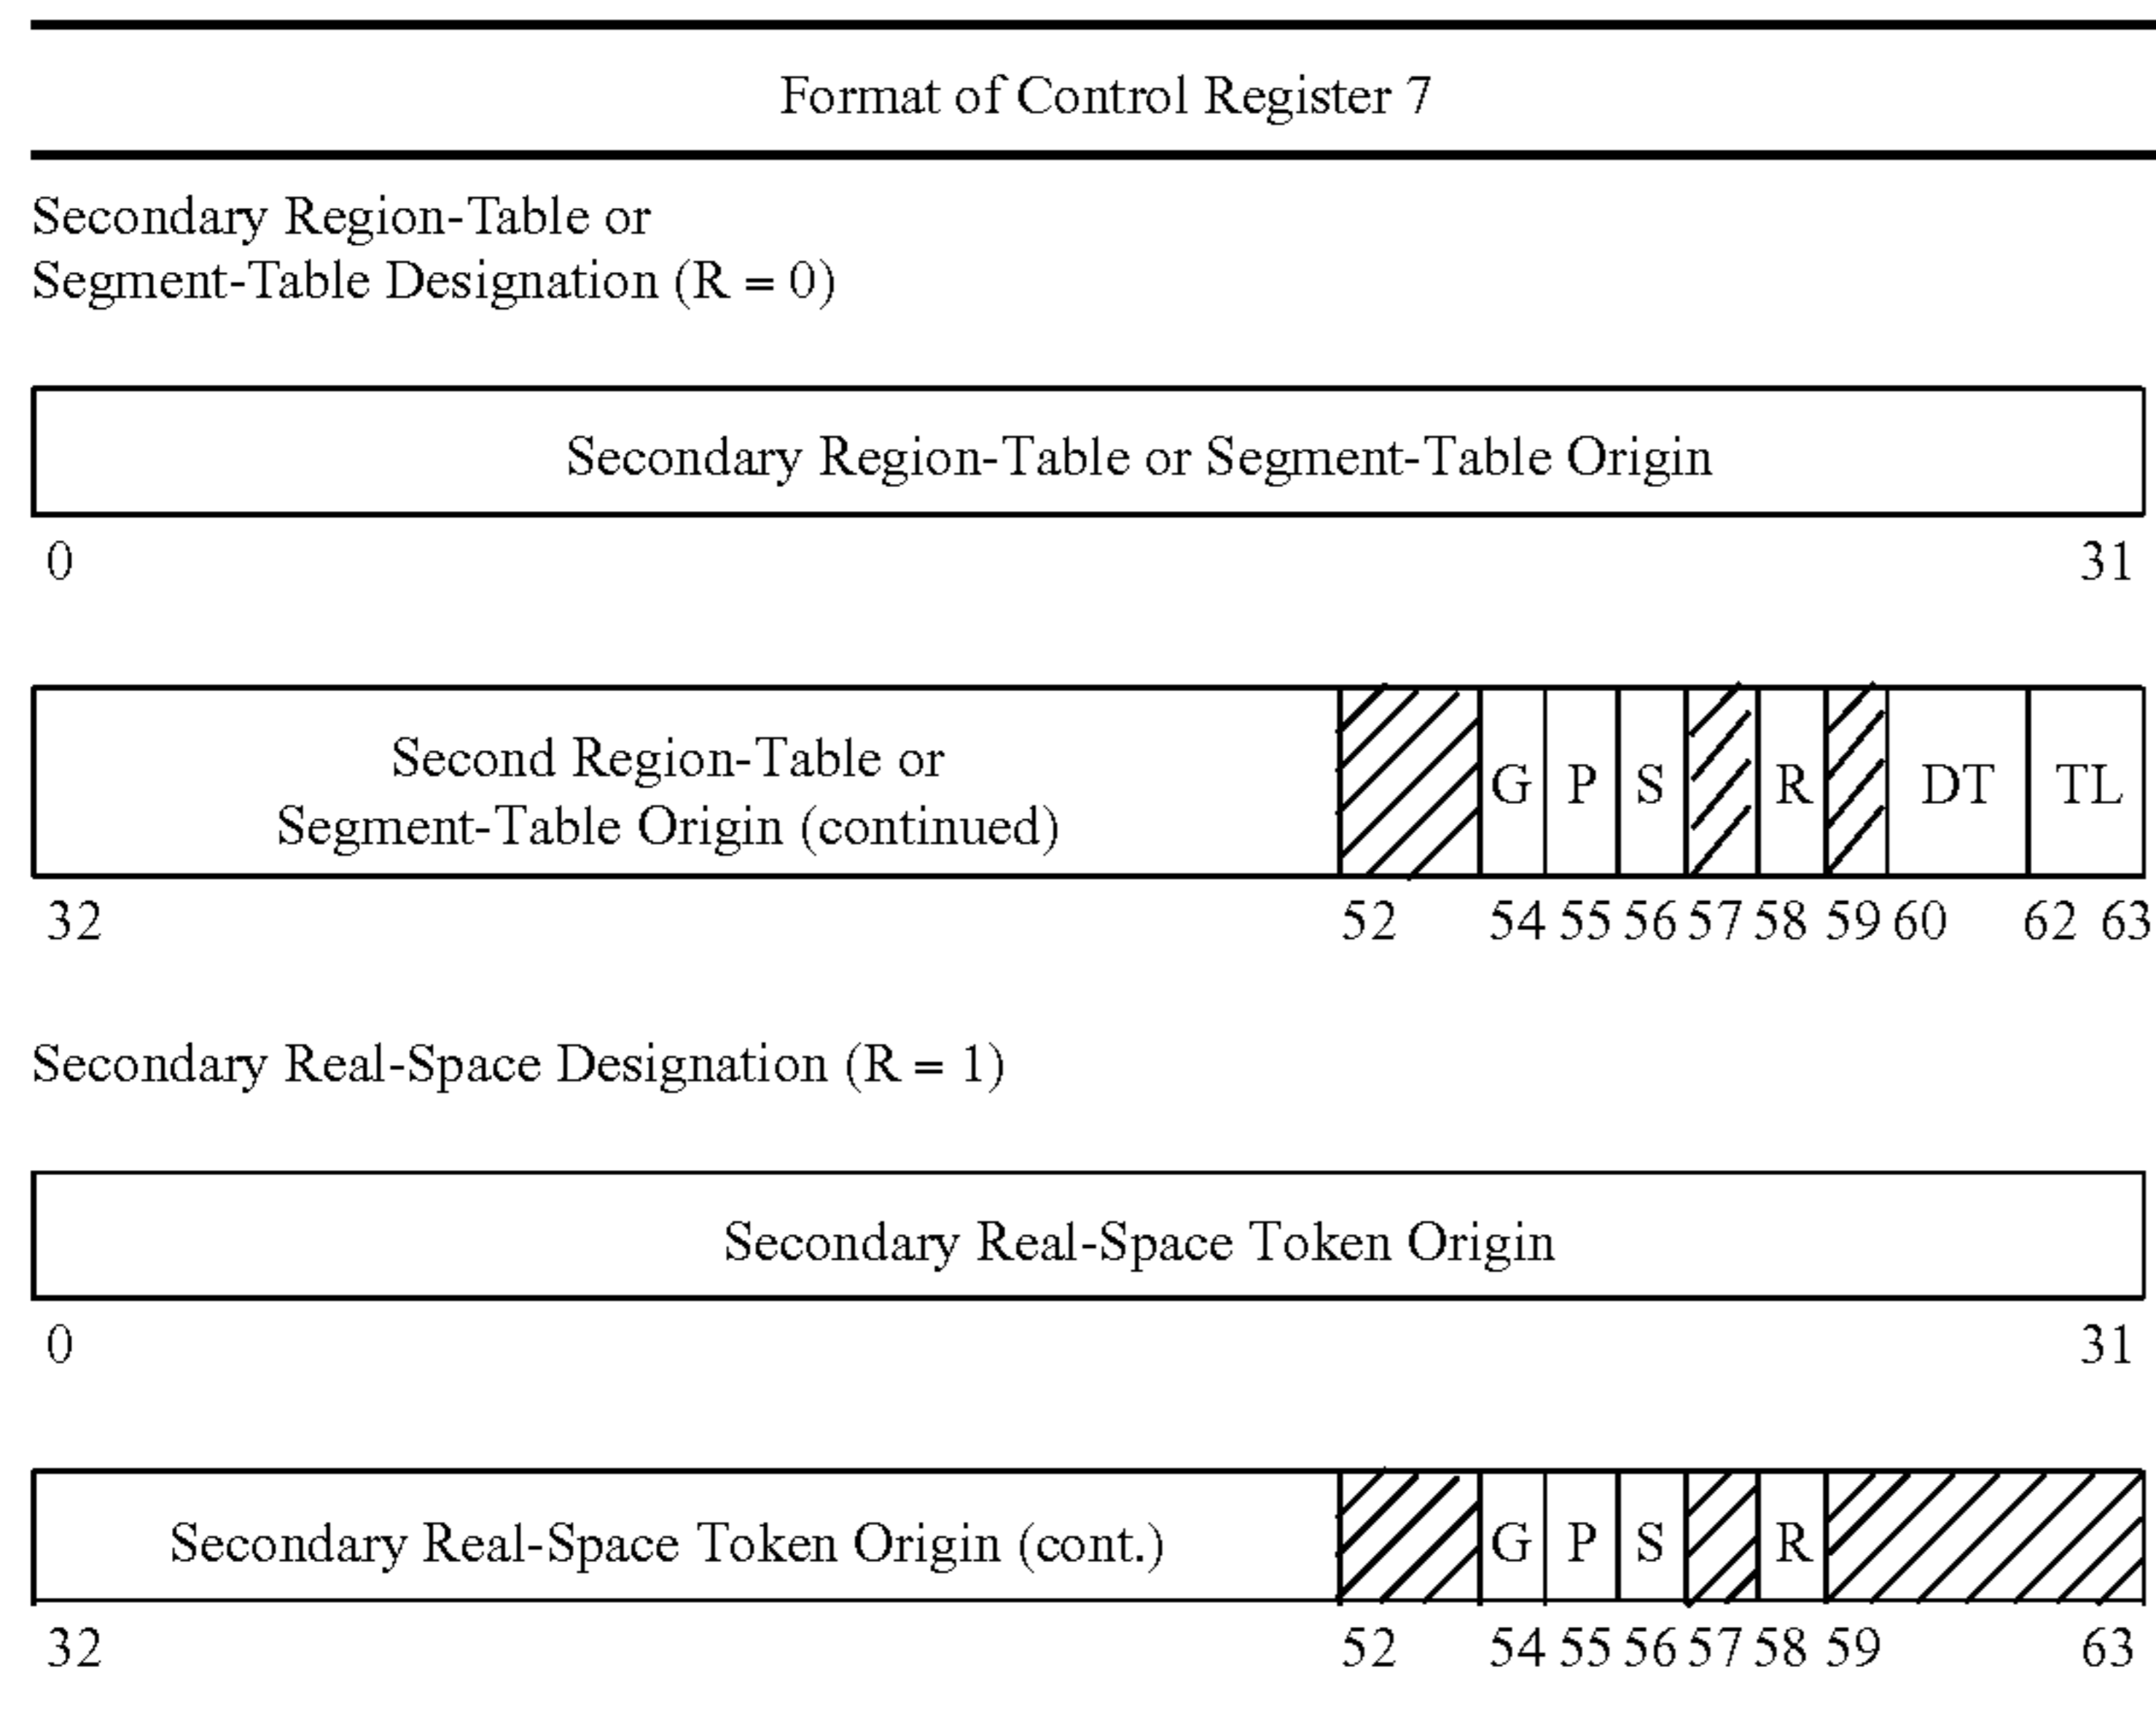 Format of Control Register 7
Secondary Region-Table or
Segment-Table Designation (R = 0)
Secondary Region-Table or Segment-Table Origin
0 31
Second Region-Table or
Segment-Table Origin (continued)
G P S R DT TL
32 52 54 55 56 57 58 59 60 62 63
Secondary Real-Space Designation (R = 1)
Secondary Real-Space Token Origin
0 31
Secondary Real-Space Token Origin (cont.) G P S R
32 52 54 55 56 57 58 59 63